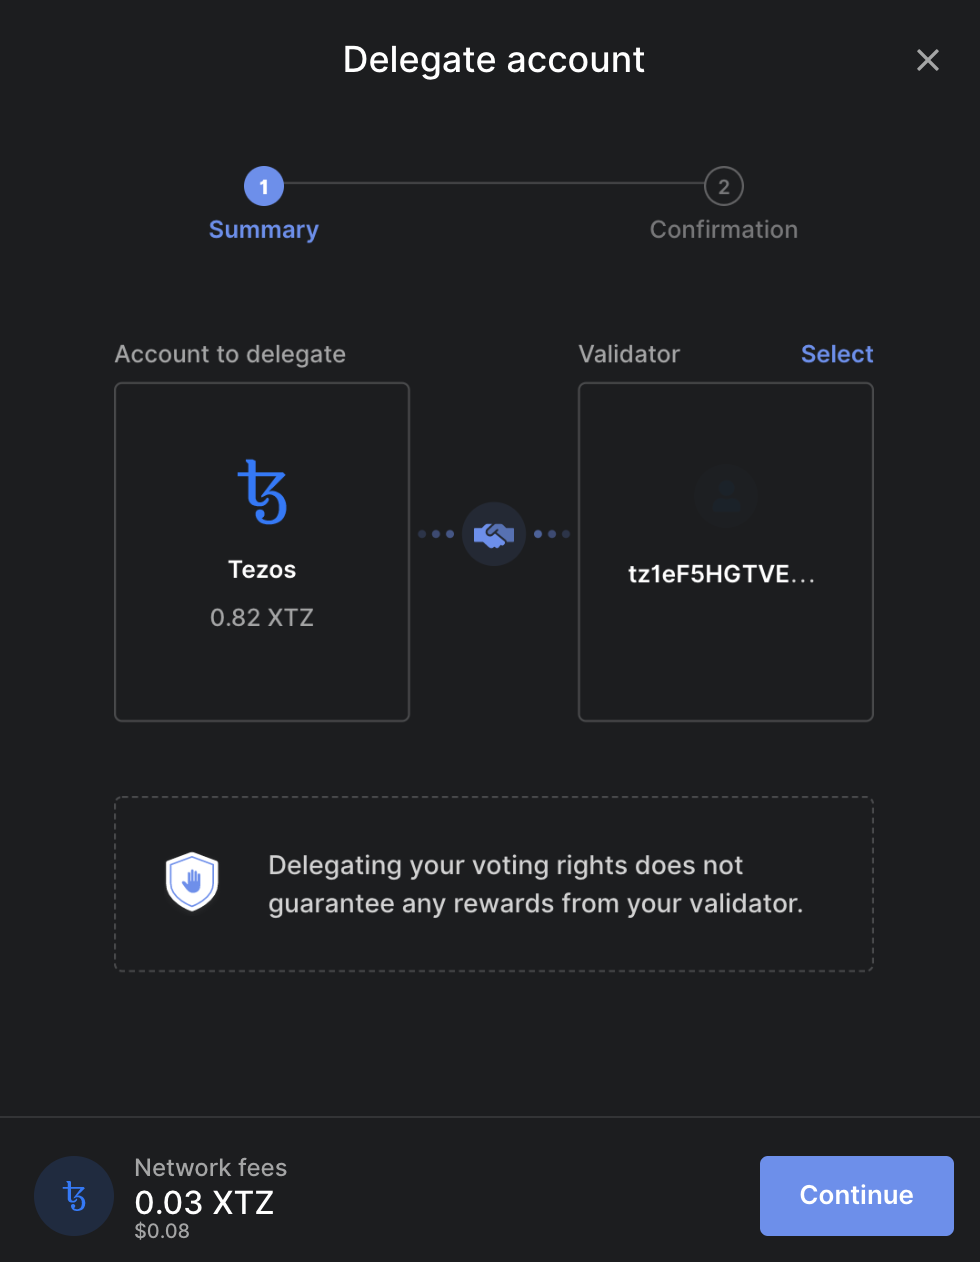 Delegate account
1
2
Summary
Confirmation
Account to delegate
Validator
Select
Tezos
0.82 XTZ
tz1eF5HGTVE...
Delegating your voting rights does not
guarantee any rewards from your validator.
Network fees
0.03 XTZ
$0.08
Continue